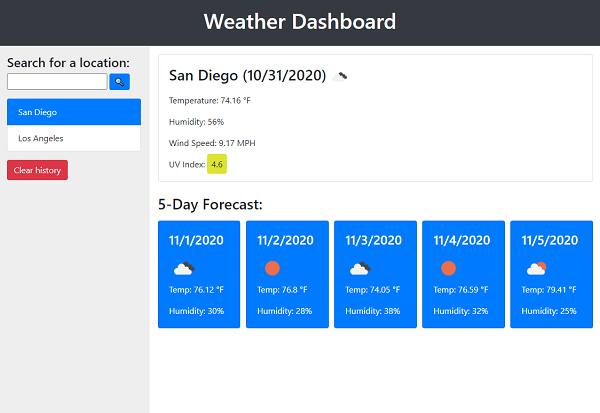 Weather Dashboard
Search for a location:
San Diego
Los Angeles
Clear history
San Diego (10/31/2020)
Temperature: 74.16 °F
Humidity: 56%
Wind Speed: 9.17 MPH
UV Index: 4.6
5-Day Forecast:
11/1/2020
Temp: 76.12 °F
Humidity: 30%
11/2/2020
Temp: 76.8 °F
Humidity: 28%
11/3/2020
Temp: 74.05 °F
Humidity: 38%
11/4/2020
Temp: 76.59 °F
Humidity: 32%
11/5/2020
Temp: 79.41 °F
Humidity: 25%